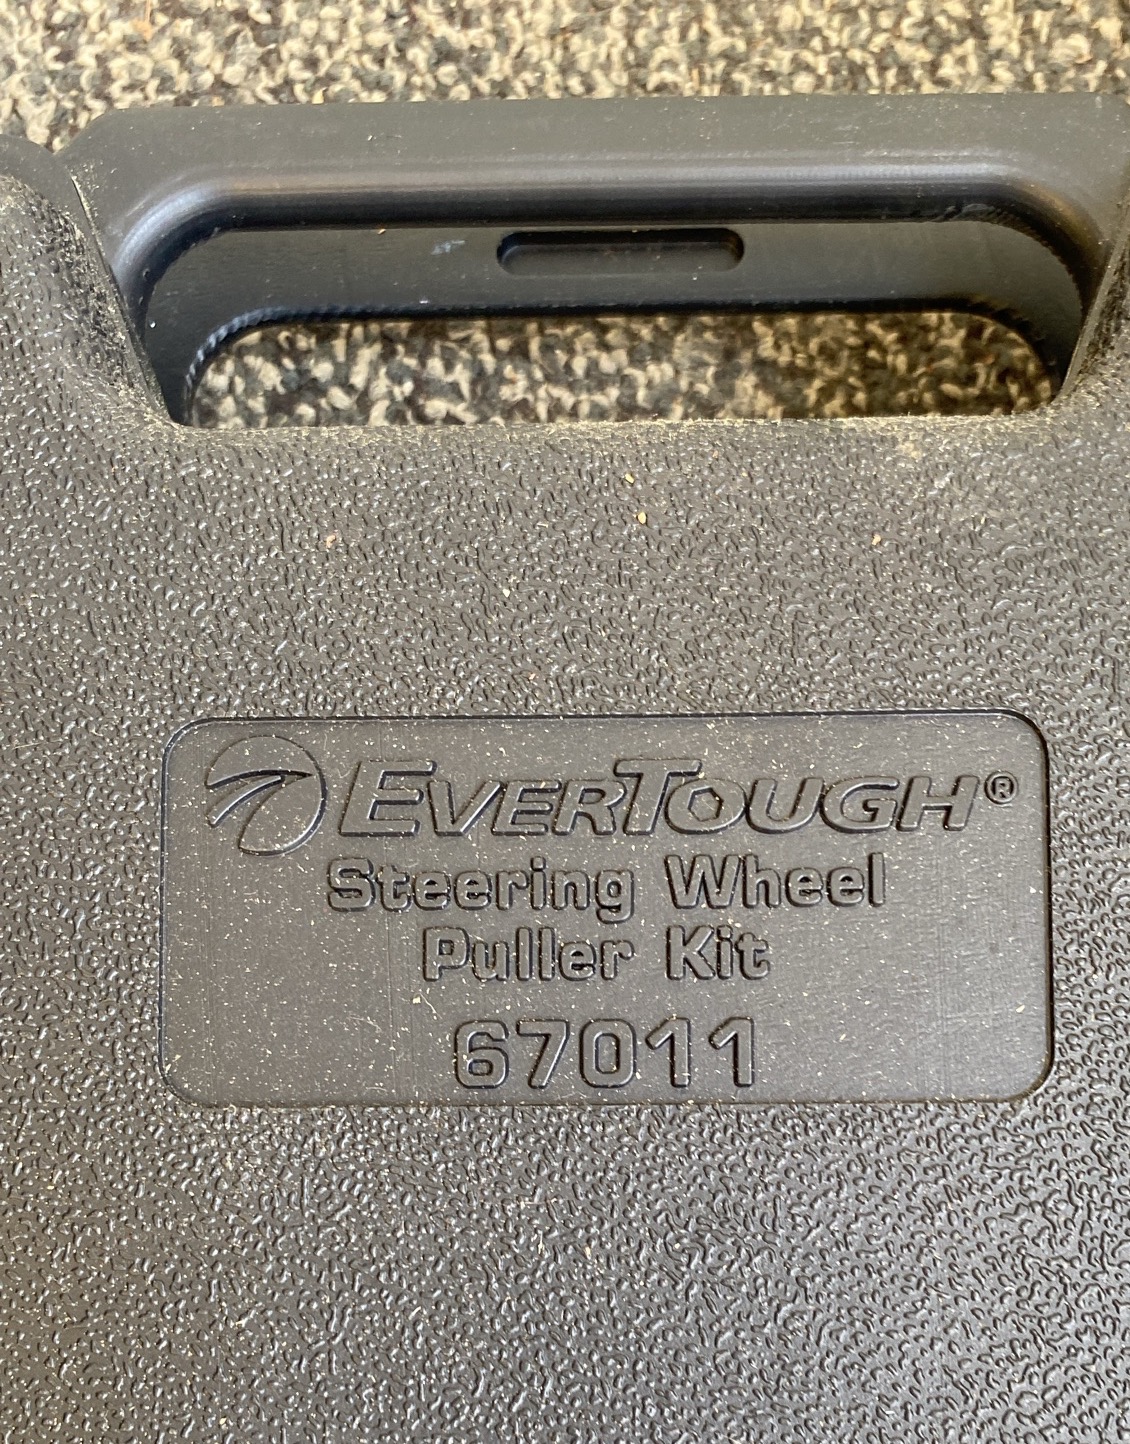 EVERTOUGH®
Steering Wheel
Puller Kit
67011